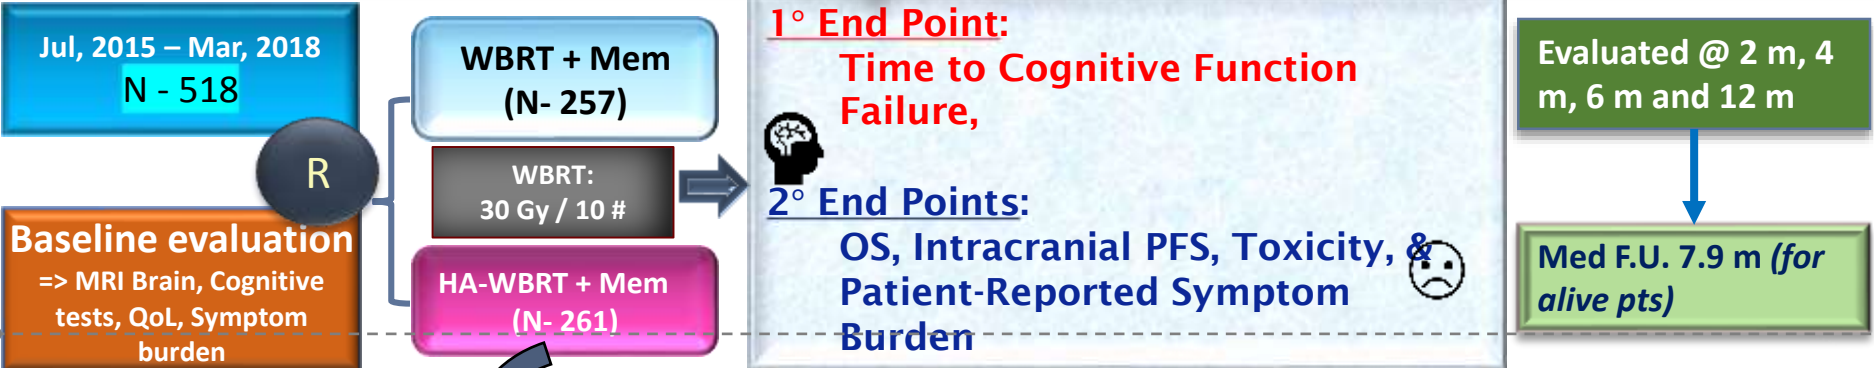 Jul, 2015 – Mar, 2018
N - 518
R
Baseline evaluation
=> MRI Brain, Cognitive
tests, QoL, Symptom
burden
WBRT + Mem
(N- 257)
WBRT:
30 Gy / 10 #
HA-WBRT + Mem
(N- 261)
1° End Point:
Time to Cognitive Function
Failure,
2° End Points:
OS, Intracranial PFS, Toxicity, &
Patient-Reported Symptom
Burden
Evaluated @ 2 m, 4
m, 6 m and 12 m
Med F.U. 7.9 m (for
alive pts)